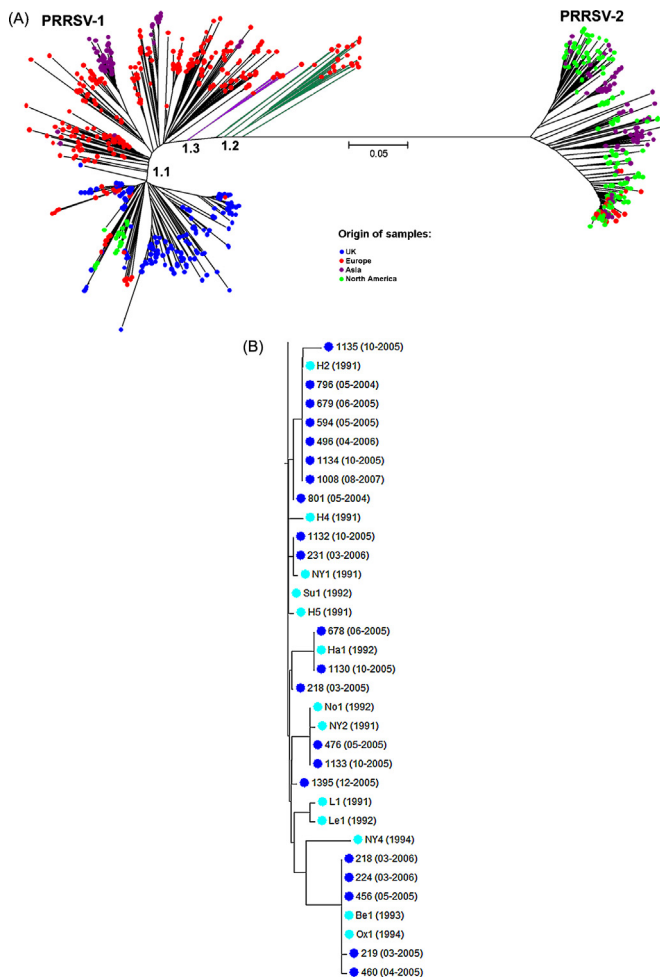 (A)
PRRSV-1
PRRSV-2
1.3
1.2
0.05
1.1
Origin of samples:
UK
Europe
Asia
North America
(B)
1135 (10-2005)
H2 (1991)
796 (05-2004)
679 (06-2005)
594 (05-2005)
496 (04-2006)
1134 (10-2005)
1008 (08-2007)
801 (05-2004)
H4 (1991)
1132 (10-2005)
231 (03-2006)
NY1 (1991)
Su1 (1992)
H5 (1991)
678 (06-2005)
Ha1 (1992)
1130 (10-2005)
218 (03-2005)
No1 (1992)
NY2 (1991)
476 (05-2005)
1133 (10-2005)
1395 (12-2005)
L1 (1991)
Le1 (1992)
NY4 (1994)
218 (03-2006)
224 (03-2006)
456 (05-2005)
Be1 (1993)
Ox1 (1994)
219 (03-2005)
460 (04-2005)